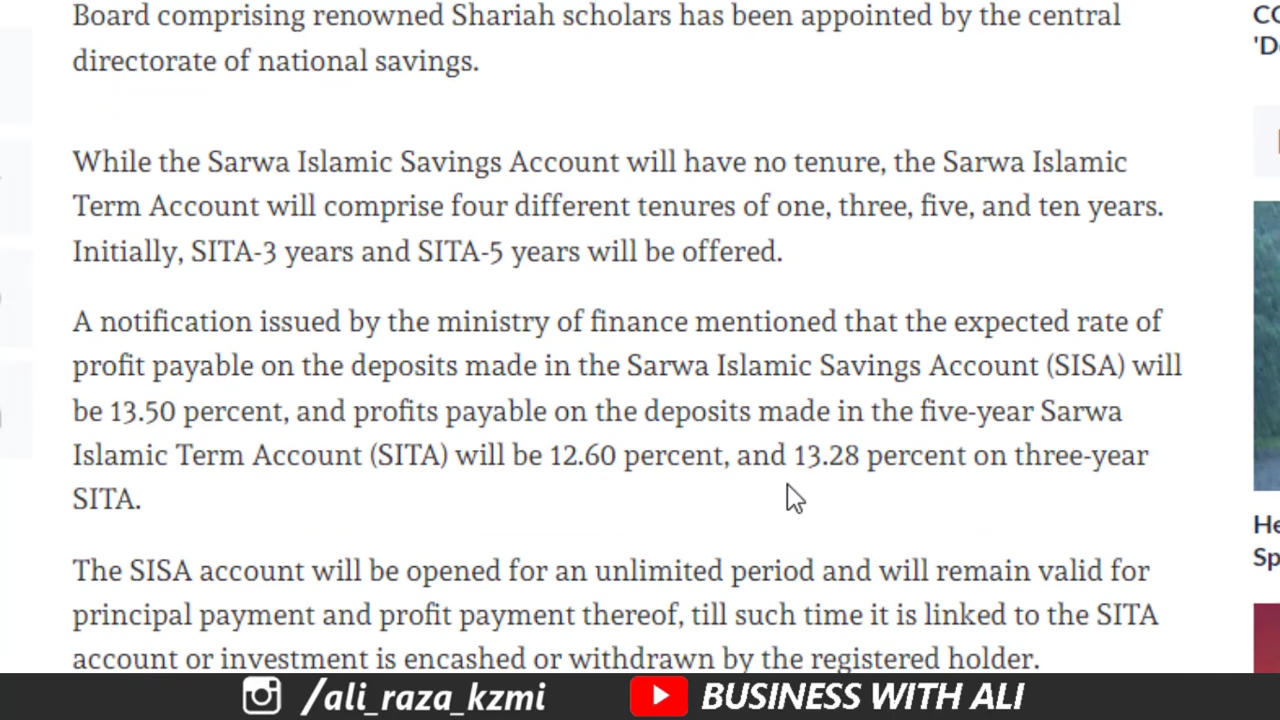 Board comprising renowned Shariah scholars has been appointed by the central
directorate of national savings.
While the Sarwa Islamic Savings Account will have no tenure, the Sarwa Islamic
Term Account will comprise four different tenures of one, three, five, and ten years.
Initially, SITA-3 years and SITA-5 years will be offered.
A notification issued by the ministry of finance mentioned that the expected rate of
profit payable on the deposits made in the Sarwa Islamic Savings Account (SISA) will
be 13.50 percent, and profits payable on the deposits made in the five-year Sarwa
Islamic Term Account (SITA) will be 12.60 percent, and 13.28 percent on three-year
SITA.
The SISA account will be opened for an unlimited period and will remain valid for
principal payment and profit payment thereof, till such time it is linked to the SITA
account or investment is encashed or withdrawn by the registered holder.
/ali_raza_kzmi BUSINESS WITH ALI